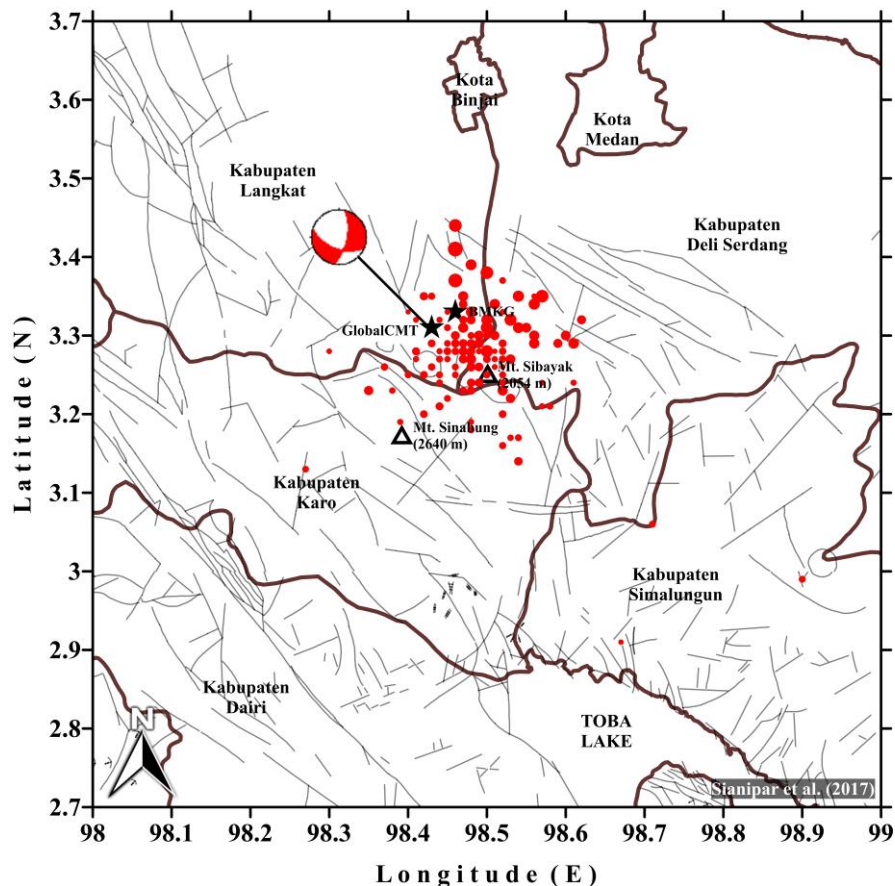 3.7
3.6
3.5
3.4
3.3
3.2
3.1
3
2.9
2.8
2.7
Latitude (N)
Kota
Binjai
Kota
Medan
Kabupaten
Langkat
Kabupaten
Deli Serdang
BMKG
GlobalCMT
Mt. Sibayak
(2054 m)
Mt. Sinabung
(2640 m)
Kabupaten
Karo
Kabupaten
Simalungun
Kabupaten
Dairi
TOBA
LAKE
N
Sianipar et al. (2017)
98 98.1 98.2 98.3 98.4 98.5 98.6 98.7 98.8 98.9 99
Longitude (E)